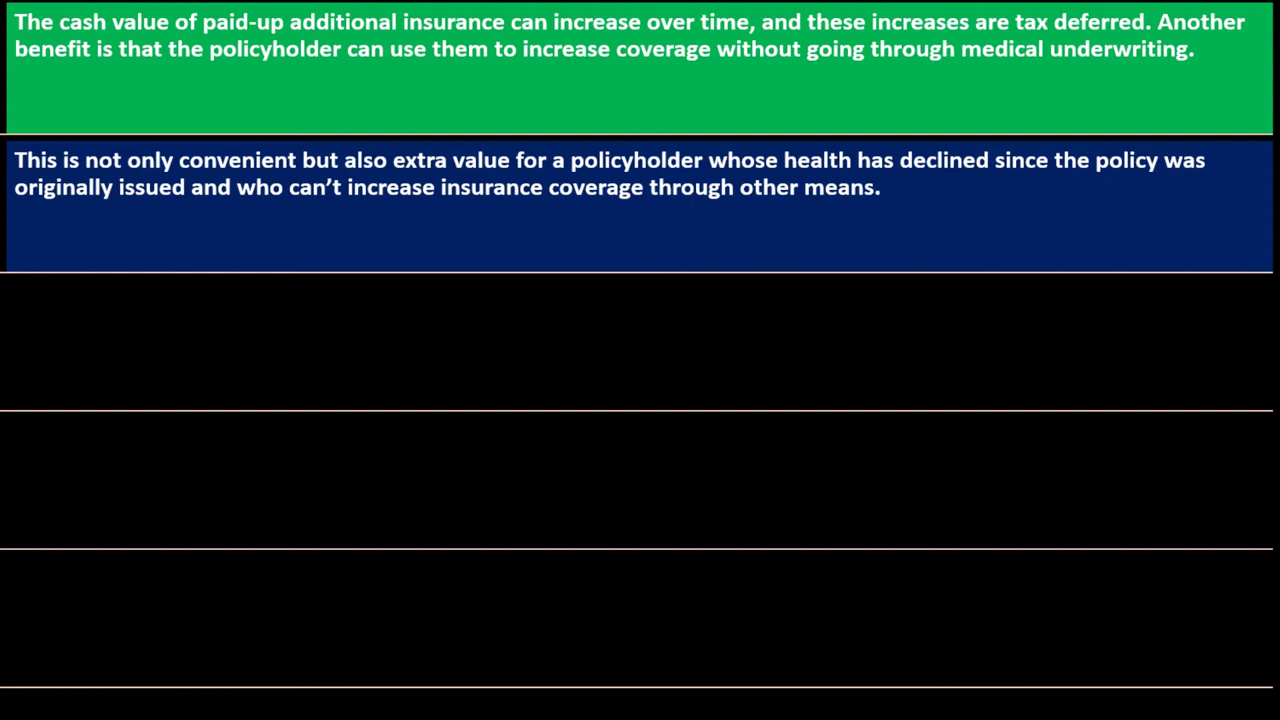 The cash value of paid-up additional insurance can increase over time, and these increases are tax deferred. Another
benefit is that the policyholder can use them to increase coverage without going through medical underwriting.
This is not only convenient but also extra value for a policyholder whose health has declined since the policy was
originally issued and who can’t increase insurance coverage through other means.